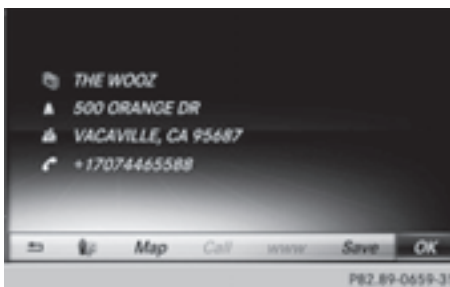 THE WOOZ
500 ORANGE DR
VACAVILLE, CA 95687
+17074465588
Map Call www Save OK
P82.89-0659-31